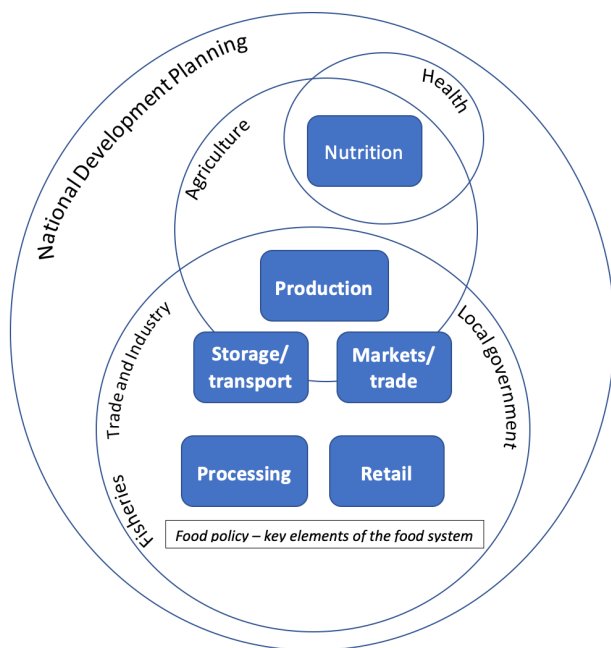 National Development Planning
Health
Agriculture
Nutrition
Production
Trade and Industry
Local government
Storage/
transport
Markets/
trade
Processing
Retail
Fisheries
Food policy – key elements of the food system